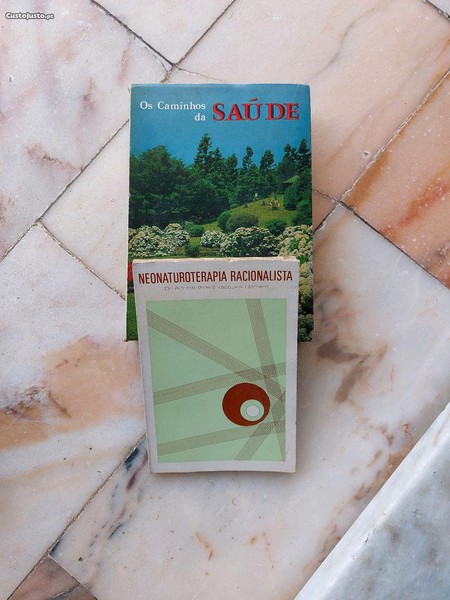 CustoJusto.pt
Os Caminhos
da SAÚDE
NEONATUROTERAPIA RACIONALISTA